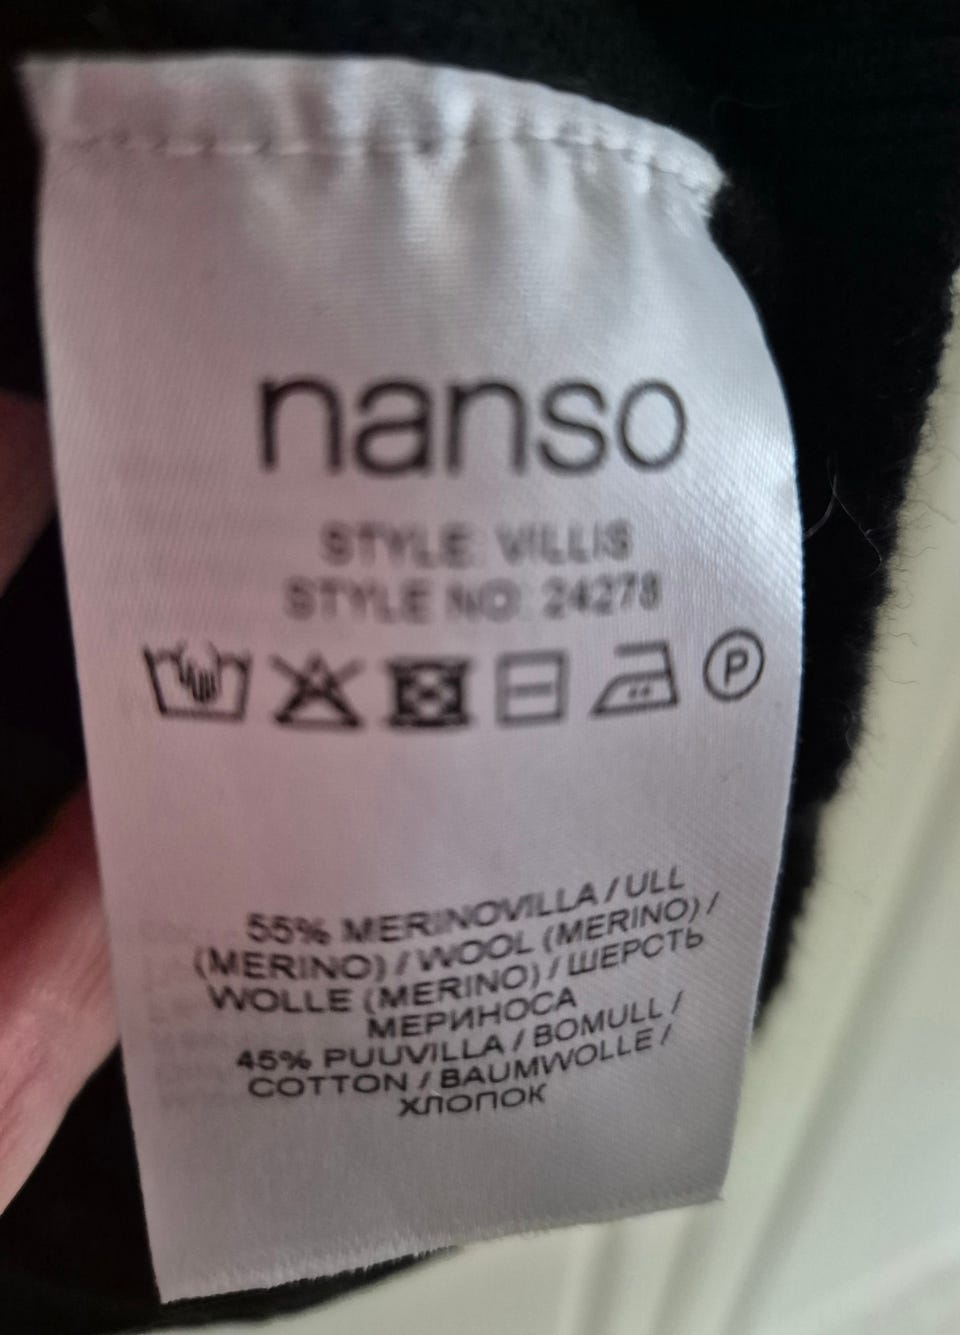 nanso
STYLE: VILLIS
STYLE NO: 24278
P
55% MERINOVILLA / ULL
(MERINO) / WOOL (MERINO) /
WOLLE (MERINO) / ШЕРСТЬ
МЕРИНОСА
45% PUUVILLA / BOMULL /
COTTON / BAUMWOLLE /
ХЛОПОК